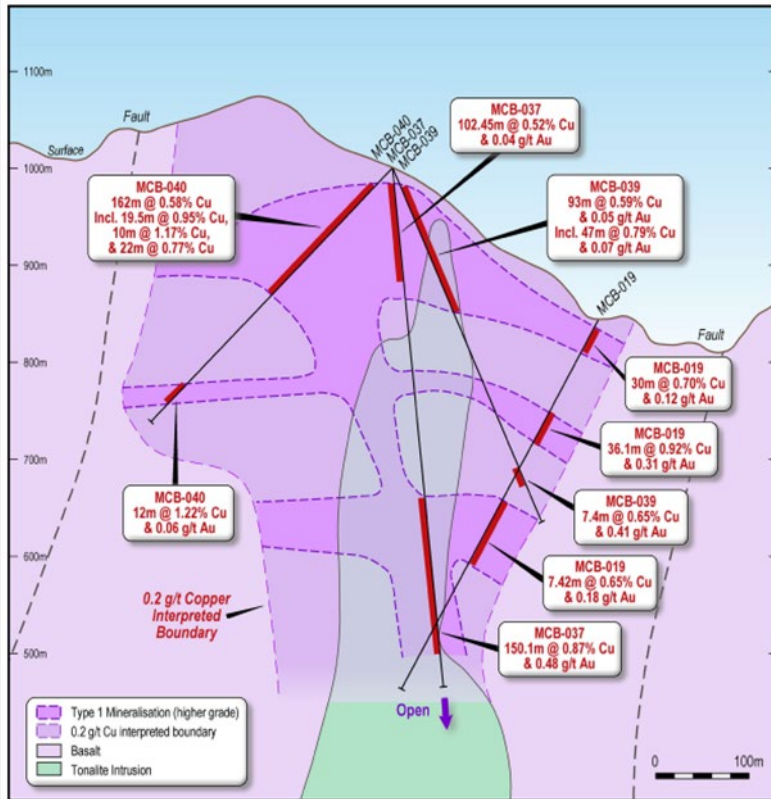 1100m
1000m
900m
800m
700m
600m
500m
Fault
Surface
MCB-040
MCB-037
MCB-039
MCB-019
Fault
MCB-037
102.45m @ 0.52% Cu
& 0.04 g/t Au
MCB-040
162m @ 0.58% Cu
Incl. 19.5m @ 0.95% Cu,
10m @ 1.17% Cu,
& 22m @ 0.77% Cu
MCB-039
93m @ 0.59% Cu
& 0.05 g/t Au
Incl. 47m @ 0.79% Cu
& 0.07 g/t Au
MCB-019
30m @ 0.70% Cu
& 0.12 g/t Au
MCB-019
36.1m @ 0.92% Cu
& 0.31 g/t Au
MCB-040
12m @ 1.22% Cu
& 0.06 g/t Au
MCB-039
7.4m @ 0.65% Cu
& 0.41 g/t Au
MCB-019
7.42m @ 0.65% Cu
& 0.18 g/t Au
0.2 g/t Copper
Interpreted
Boundary
MCB-037
150.1m @ 0.87% Cu
& 0.48 g/t Au
Open
Type 1 Mineralisation (higher grade)
0.2 g/t Cu interpreted boundary
Basalt
Tonalite Intrusion
0
100m